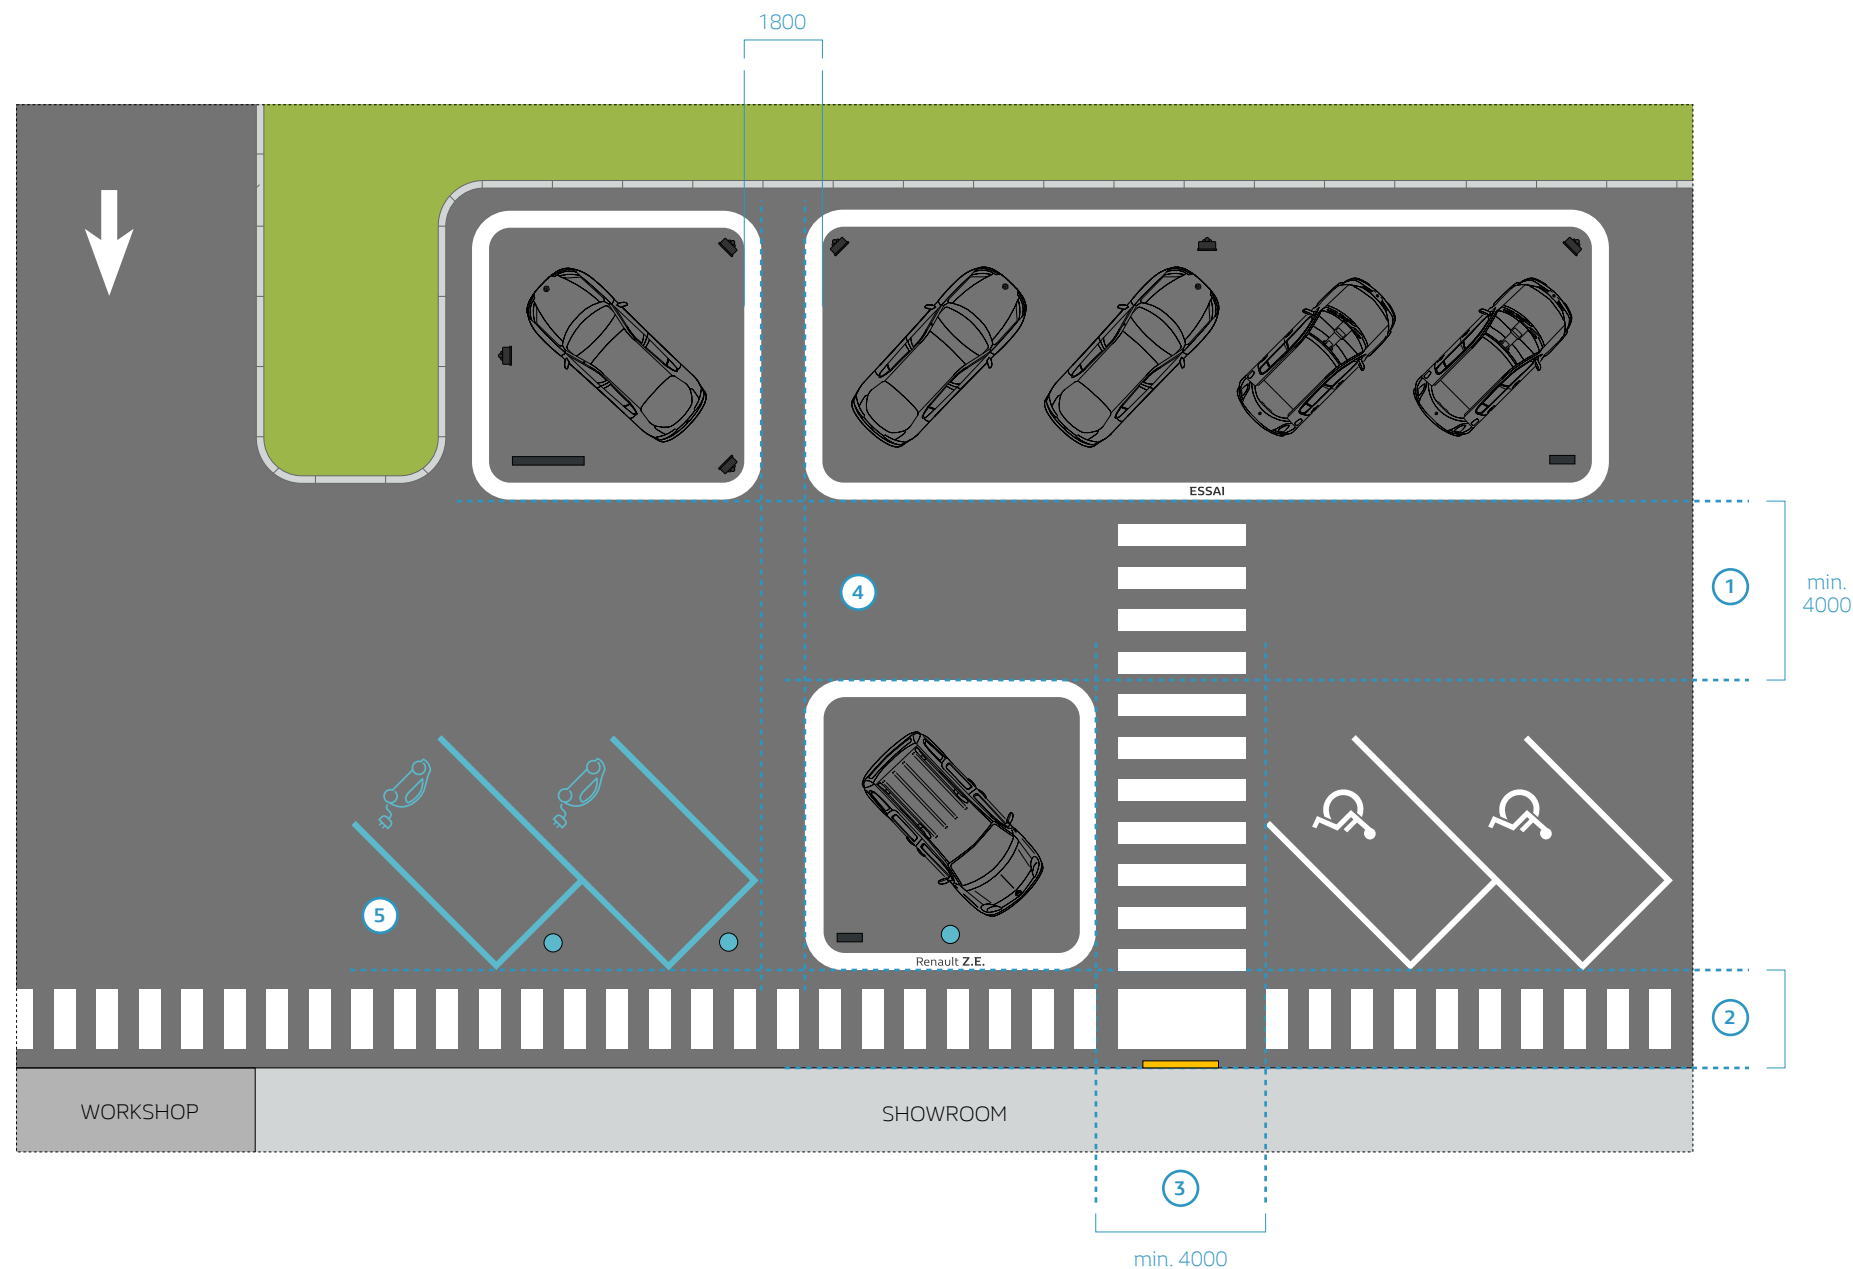 1800
ESSAI
4
1
min.
4000
5
Renault Z.E.
2
WORKSHOP
SHOWROOM
3
min. 4000